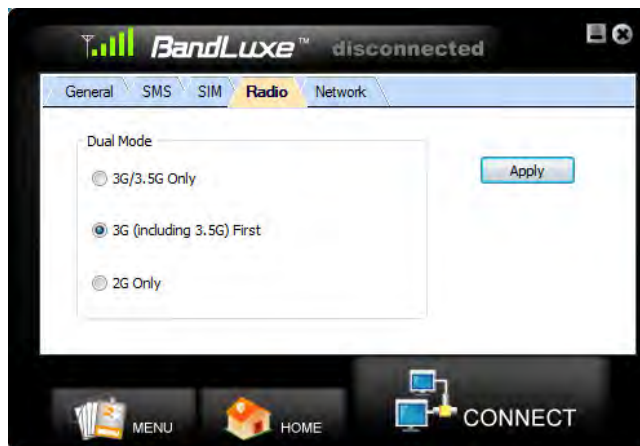 BandLuxe™ disconnected
General SMS SIM Radio Network
Dual Mode
3G/3.5G Only
Apply
3G (including 3.5G) First
2G Only
MENU HOME CONNECT